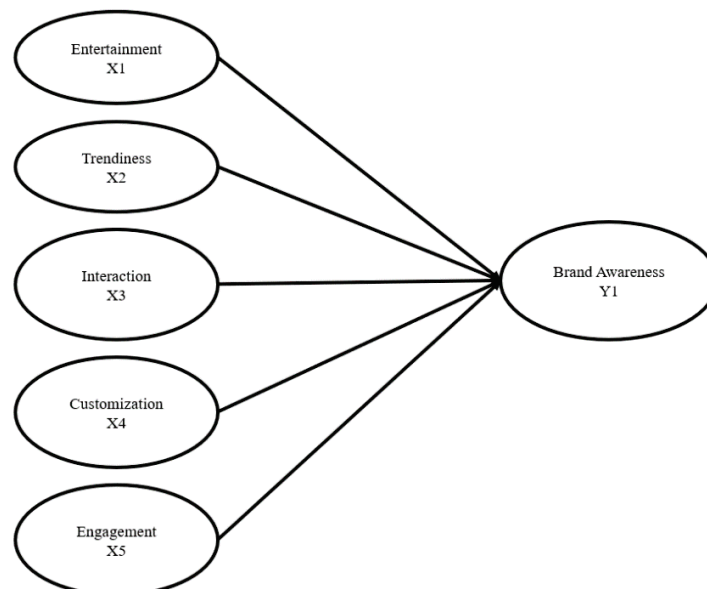 Entertainment
X1
Trendiness
X2
Interaction
X3
Customization
X4
Engagement
X5
Brand Awareness
Y1